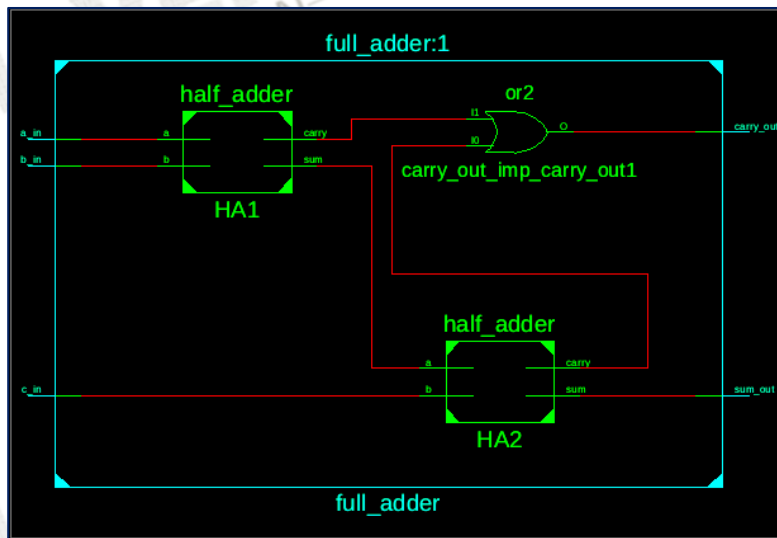 full_adder:1
half_adder
or2
a_in
a
carry
I1
O
carry_out
b_in
b
sum
I0
carry_out_imp_carry_out1
HA1
half_adder
a
carry
c_in
b
sum
sum_out
HA2
full_adder